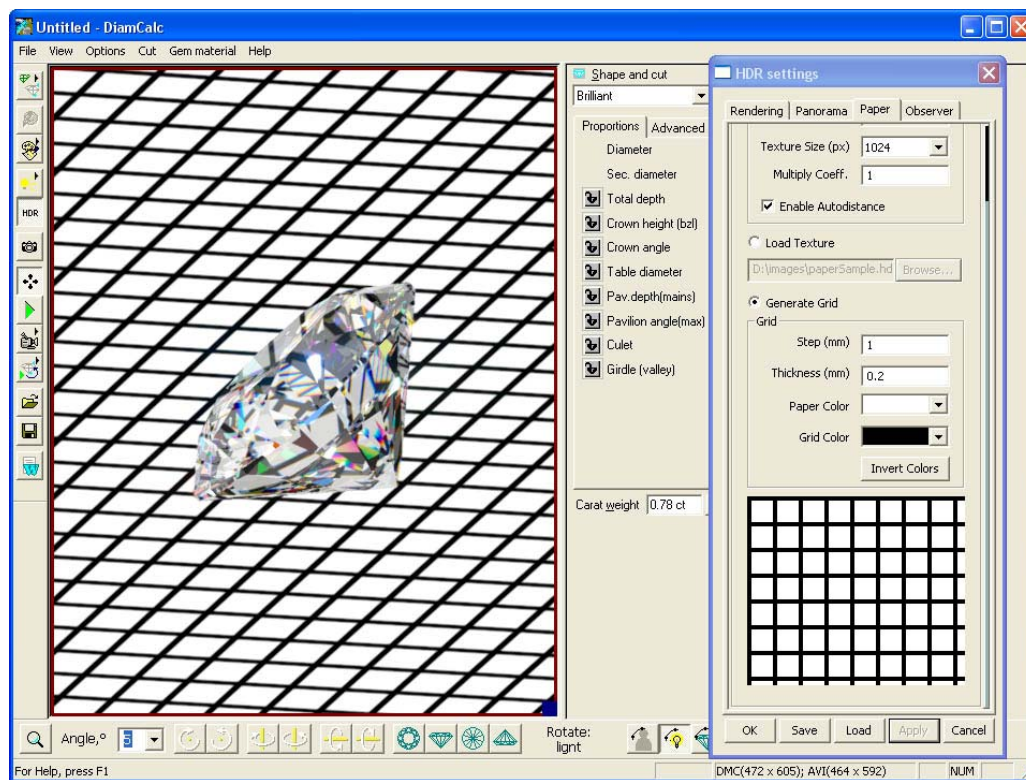 Untitled - DiamCalc
File View Options Cut Gem material Help
HDR
Shape and cut
Brilliant
Proportions Advanced
Diameter
Sec. diameter
Total depth
Crown height (bzl)
Crown angle
Table diameter
Pav.depth(mains)
Pavilion angle(max)
Culet
Girdle (valley)
Carat weight 0.78 ct
HDR settings
Rendering Panorama Paper Observer
Texture Size (px) 1024
Multiply Coeff. 1
Enable Autodistance
Load Texture
D:\images\paperSample.hd Browse...
Generate Grid
Grid
Step (mm) 1
Thickness (mm) 0.2
Paper Color
Grid Color
Invert Colors
OK Save Load Apply Cancel
Angle,° 5
Rotate:
light
For Help, press F1
DMC(472 x 605); AVI(464 x 592) NUM